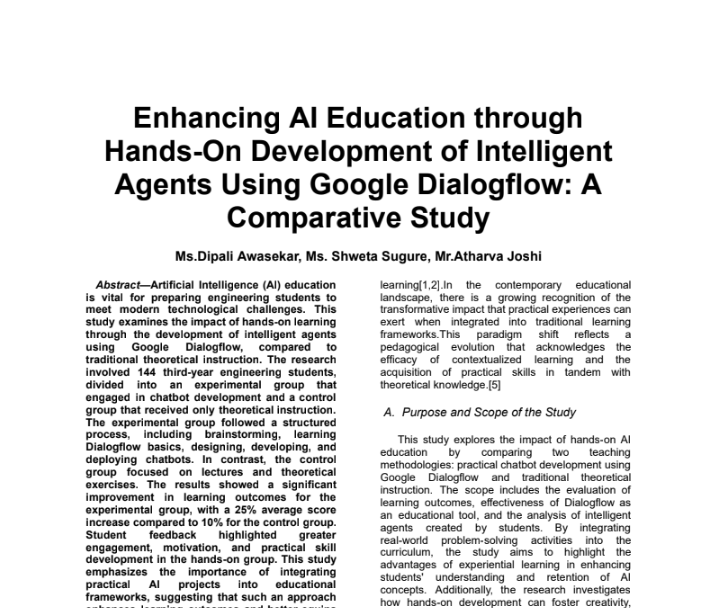 Enhancing AI Education through
Hands-On Development of Intelligent
Agents Using Google Dialogflow: A
Comparative Study
Ms.Dipali Awasekar, Ms. Shweta Sugure, Mr.Atharva Joshi
Abstract—Artificial Intelligence (AI) education
is vital for preparing engineering students to
meet modern technological challenges. This
study examines the impact of hands-on learning
through the development of intelligent agents
using Google Dialogflow, compared to
traditional theoretical instruction. The research
involved 144 third-year engineering students,
divided into an experimental group that
engaged in chatbot development and a control
group that received only theoretical instruction.
The experimental group followed a structured
process, including brainstorming, learning
Dialogflow basics, designing, developing, and
deploying chatbots. In contrast, the control
group focused on lectures and theoretical
exercises. The results showed a significant
improvement in learning outcomes for the
experimental group, with a 25% average score
increase compared to 10% for the control group.
Student feedback highlighted greater
engagement, motivation, and practical skill
development in the hands-on group. This study
emphasizes the importance of integrating
practical AI projects into educational
frameworks, suggesting that such an approach
enhances learning outcomes and better equips
learning[1,2].In the contemporary educational
landscape, there is a growing recognition of the
transformative impact that practical experiences can
exert when integrated into traditional learning
frameworks.This paradigm shift reflects a
pedagogical evolution that acknowledges the
efficacy of contextualized learning and the
acquisition of practical skills in tandem with
theoretical knowledge.[5]
A. Purpose and Scope of the Study
This study explores the impact of hands-on AI
education by comparing two teaching
methodologies: practical chatbot development using
Google Dialogflow and traditional theoretical
instruction. The scope includes the evaluation of
learning outcomes, effectiveness of Dialogflow as
an educational tool, and the analysis of intelligent
agents created by students. By integrating
real-world problem-solving activities into the
curriculum, the study aims to highlight the
advantages of experiential learning in enhancing
students' understanding and retention of AI
concepts. Additionally, the research investigates
how hands-on development can foster creativity,